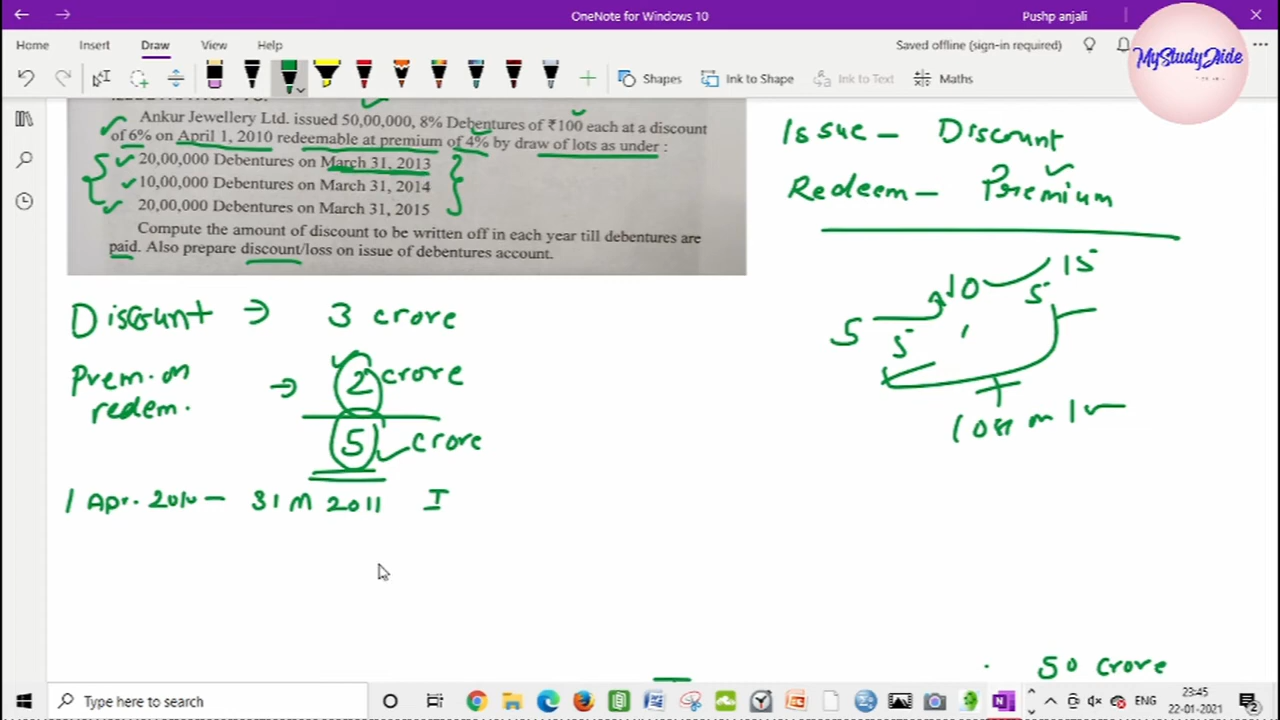 OneNote for Windows 10
Pushp anjali
Home Insert Draw View Help
Saved offline (sign-in required)
MyStudyAide
Shapes Ink to Shape Ink to Text Maths
Ankur Jewellery Ltd. issued 50,00,000, 8% Debentures of ₹100 each at a discount
of 6% on April 1, 2010 redeemable at premium of 4% by draw of lots as under :
20,00,000 Debentures on March 31, 2013
10,00,000 Debentures on March 31, 2014
20,00,000 Debentures on March 31, 2015
Compute the amount of discount to be written off in each year till debentures are
paid. Also prepare discount/loss on issue of debentures account.
Issue - Discount
Redeem - Premium
5 10 15
5 5
Discount → 3 crore
Prem. on
redem. → 2 crore
5 crore
1 Apr. 2010 - 31 M 2011 I
50 crore
Type here to search
ENG
23:45
22-01-2021
2